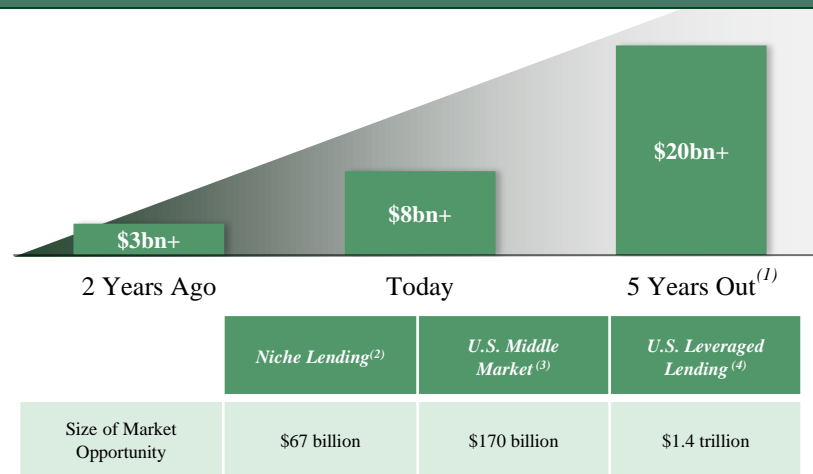 $20bn+
$8bn+
$3bn+
2 Years Ago
Today
5 Years Out(1)
Niche Lending(2)
U.S. Middle
Market (3)
U.S. Leveraged
Lending (4)
Size of Market
Opportunity
$67 billion
$170 billion
$1.4 trillion